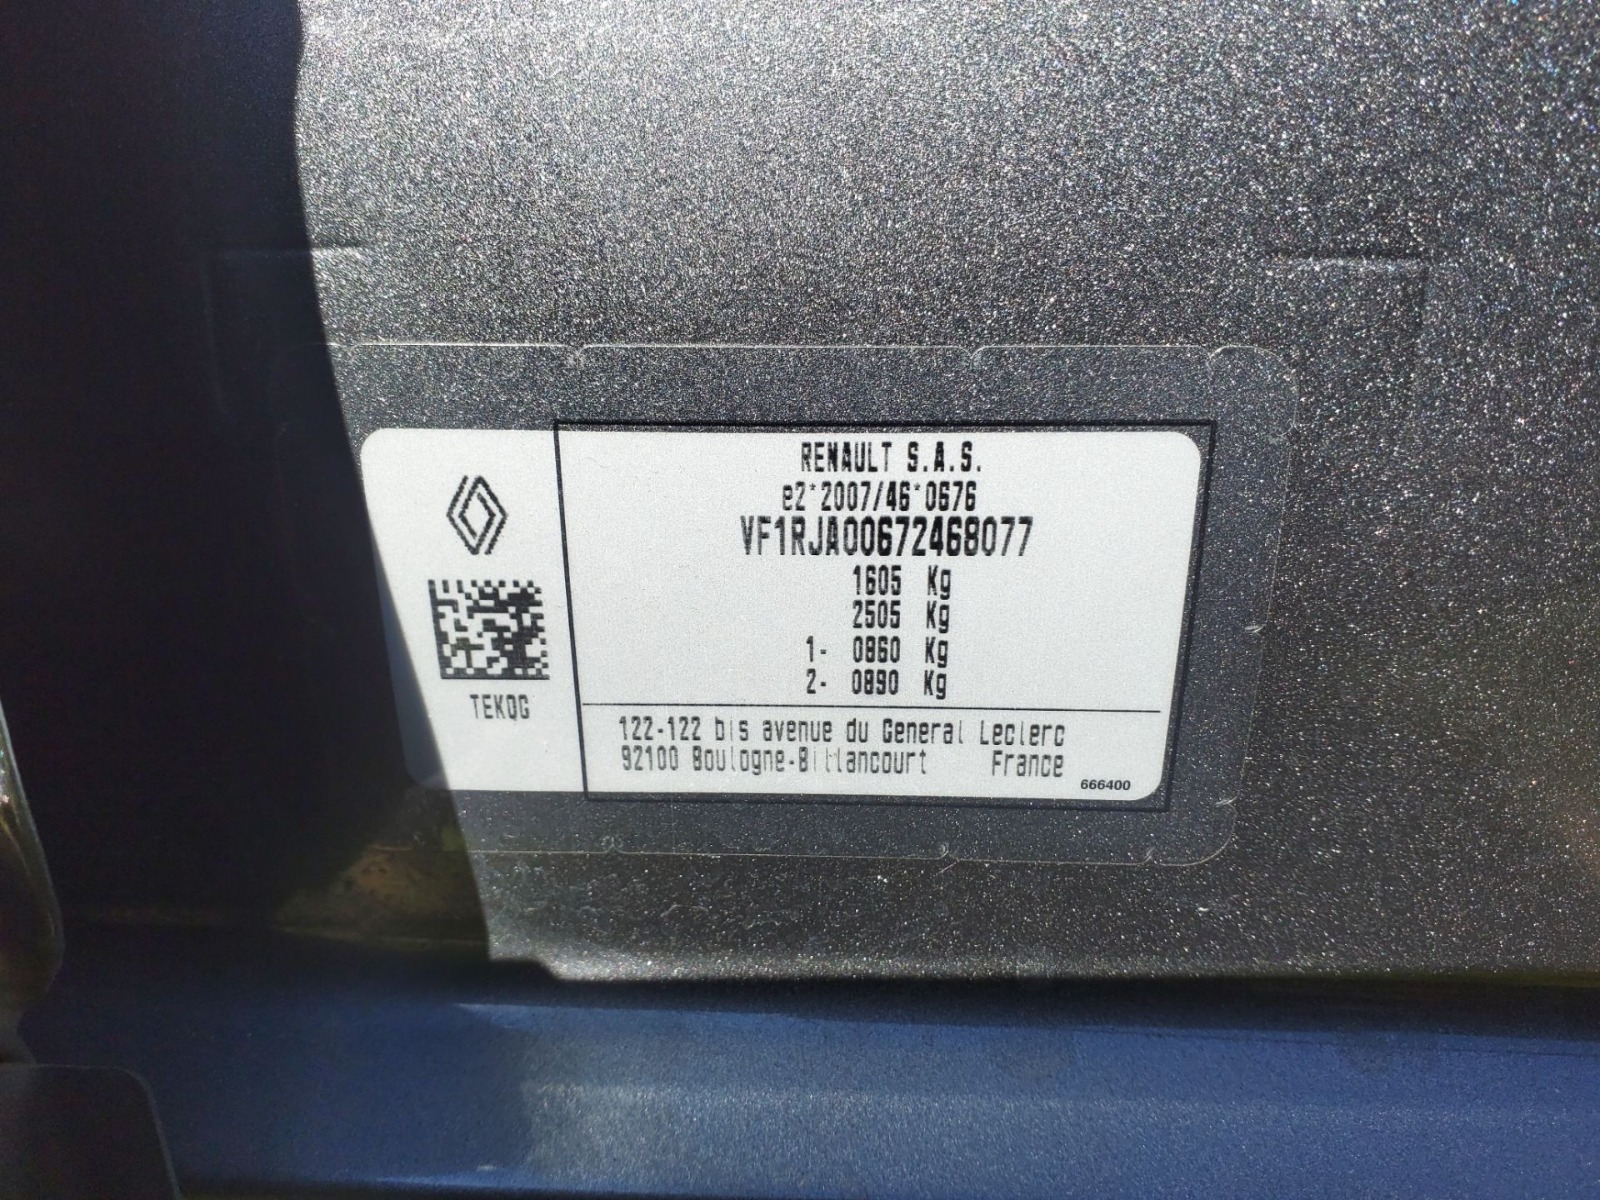 RENAULT S.A.S.
e2*2007/46*0676
VF1RJA00672468077
1605 Kg
2505 Kg
1- 0860 Kg
2- 0890 Kg
TEKQG
122-122 bis avenue du General Leclerc
92100 Boulogne-Billancourt France
666400